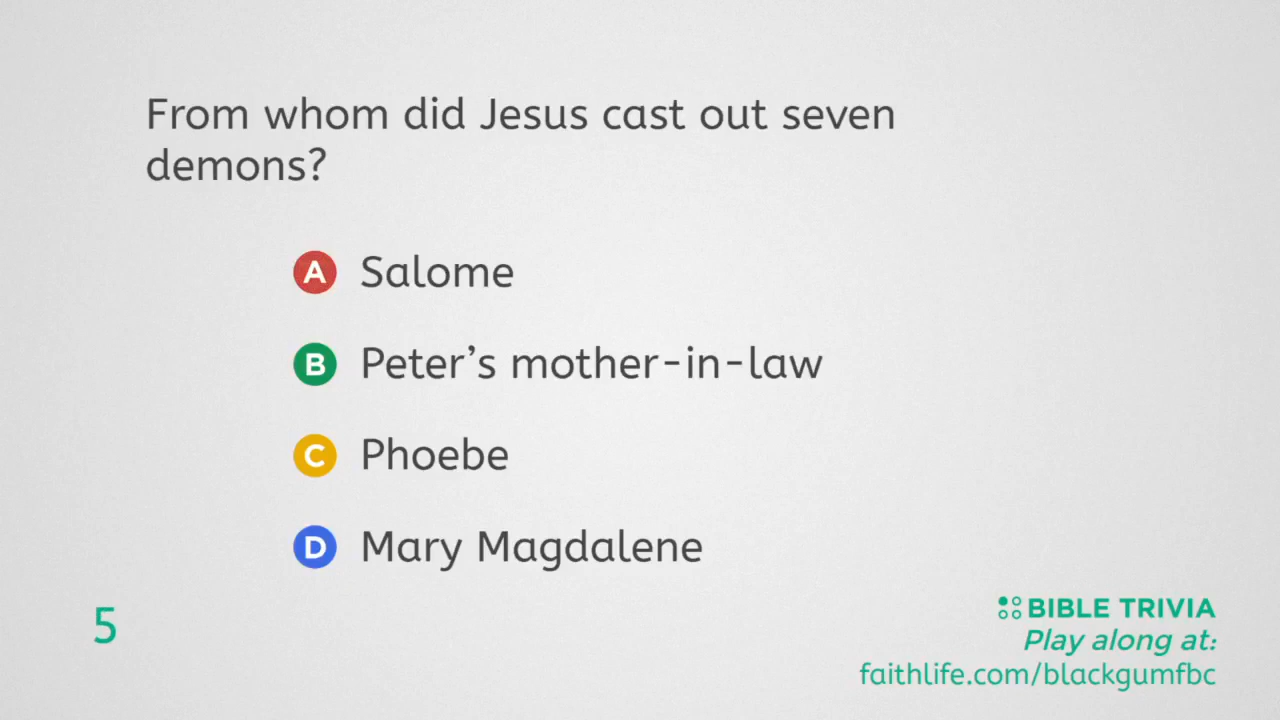 From whom did Jesus cast out seven
demons?
A Salome
B Peter’s mother-in-law
C Phoebe
D Mary Magdalene
5
BIBLE TRIVIA
Play along at:
faithlife.com/blackgumfbc